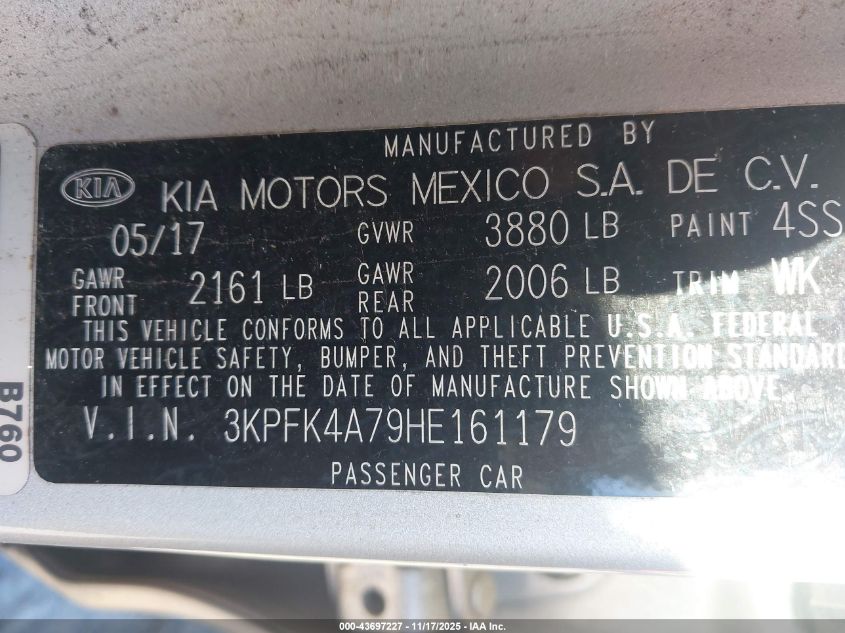 MANUFACTURED BY
KIA KIA MOTORS MEXICO S.A. DE C.V.
05/17 GVWR 3880 LB PAINT 4SS
GAWR FRONT 2161 LB GAWR REAR 2006 LB TRIM WK
THIS VEHICLE CONFORMS TO ALL APPLICABLE U.S.A. FEDERAL
MOTOR VEHICLE SAFETY, BUMPER, AND THEFT PREVENTION STANDARD
IN EFFECT ON THE DATE OF MANUFACTURE SHOWN ABOVE.
V.I.N. 3KPFK4A79HE161179
PASSENGER CAR
B760
000-43697227 - 11/17/2025 - IAA Inc.